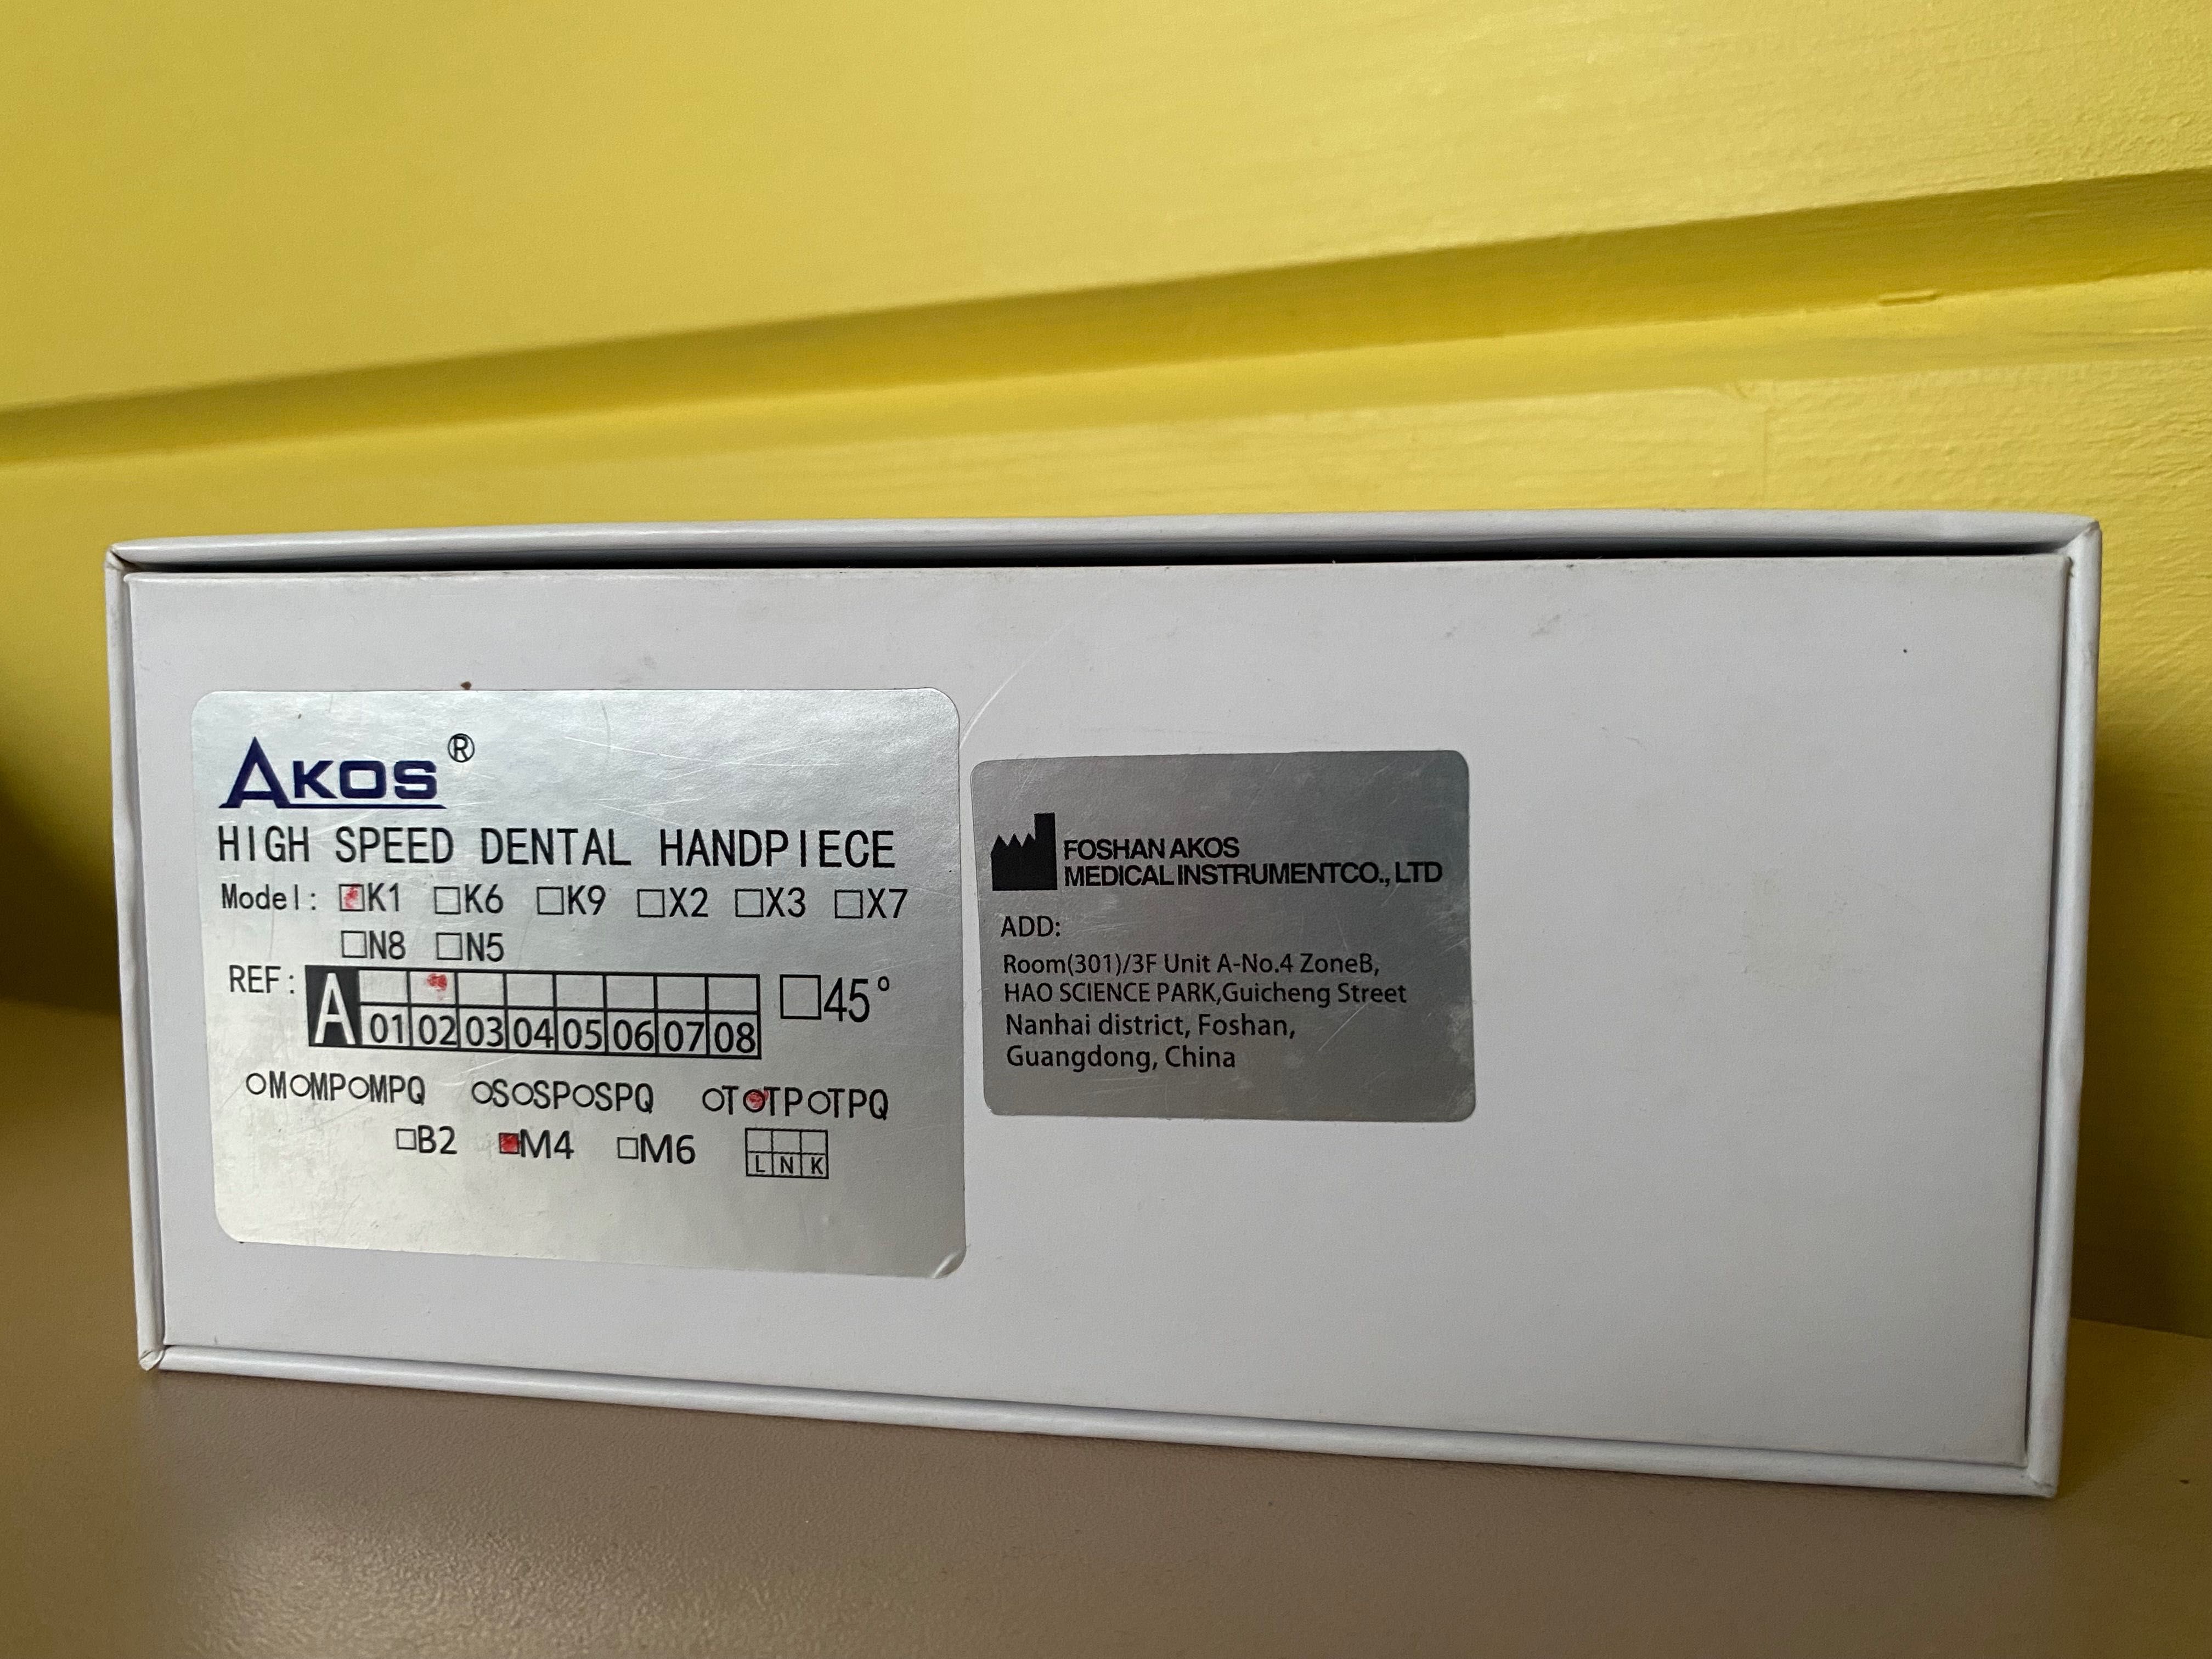 AKOS®
HIGH SPEED DENTAL HANDPIECE
Model: K1 K6 K9 X2 X3 X7
N8 N5
REF: A 01 02 03 04 05 06 07 08 45°
M MP MPQ S SP SPQ T TP TPQ
B2 M4 M6 L N K
FOSHAN AKOS
MEDICAL INSTRUMENTCO., LTD
ADD:
Room(301)/3F Unit A-No.4 ZoneB,
HAO SCIENCE PARK,Guicheng Street
Nanhai district, Foshan,
Guangdong, China